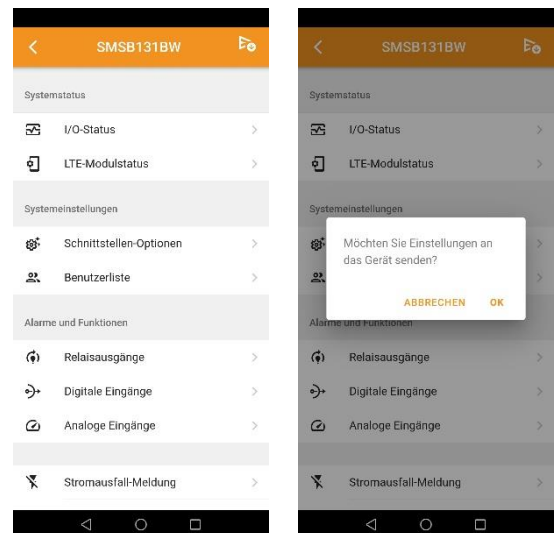 SMSB131BW
Systemstatus
I/O-Status
LTE-Modulstatus
Systemeinstellungen
Schnittstellen-Optionen
Benutzerliste
Alarme und Funktionen
Relaisausgänge
Digitale Eingänge
Analoge Eingänge
Stromausfall-Meldung
SMSB131BW
Systemstatus
I/O-Status
LTE-Modulstatus
Systemeinstellungen
Möchten Sie Einstellungen an
das Gerät senden?
ABBRECHEN OK
Alarme und Funktionen
Relaisausgänge
Digitale Eingänge
Analoge Eingänge
Stromausfall-Meldung